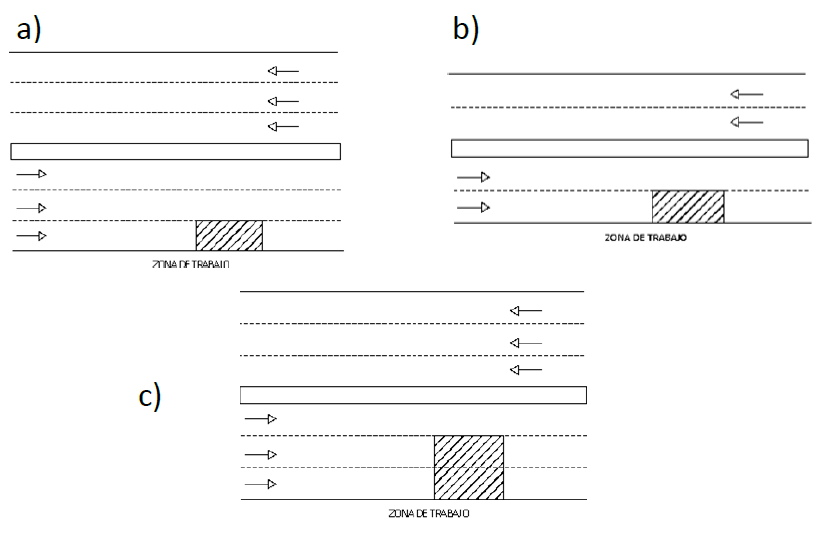 a)
b)
ZONA DE TRABAJO
ZONA DE TRABAJO
c)
ZONA DE TRABAJO